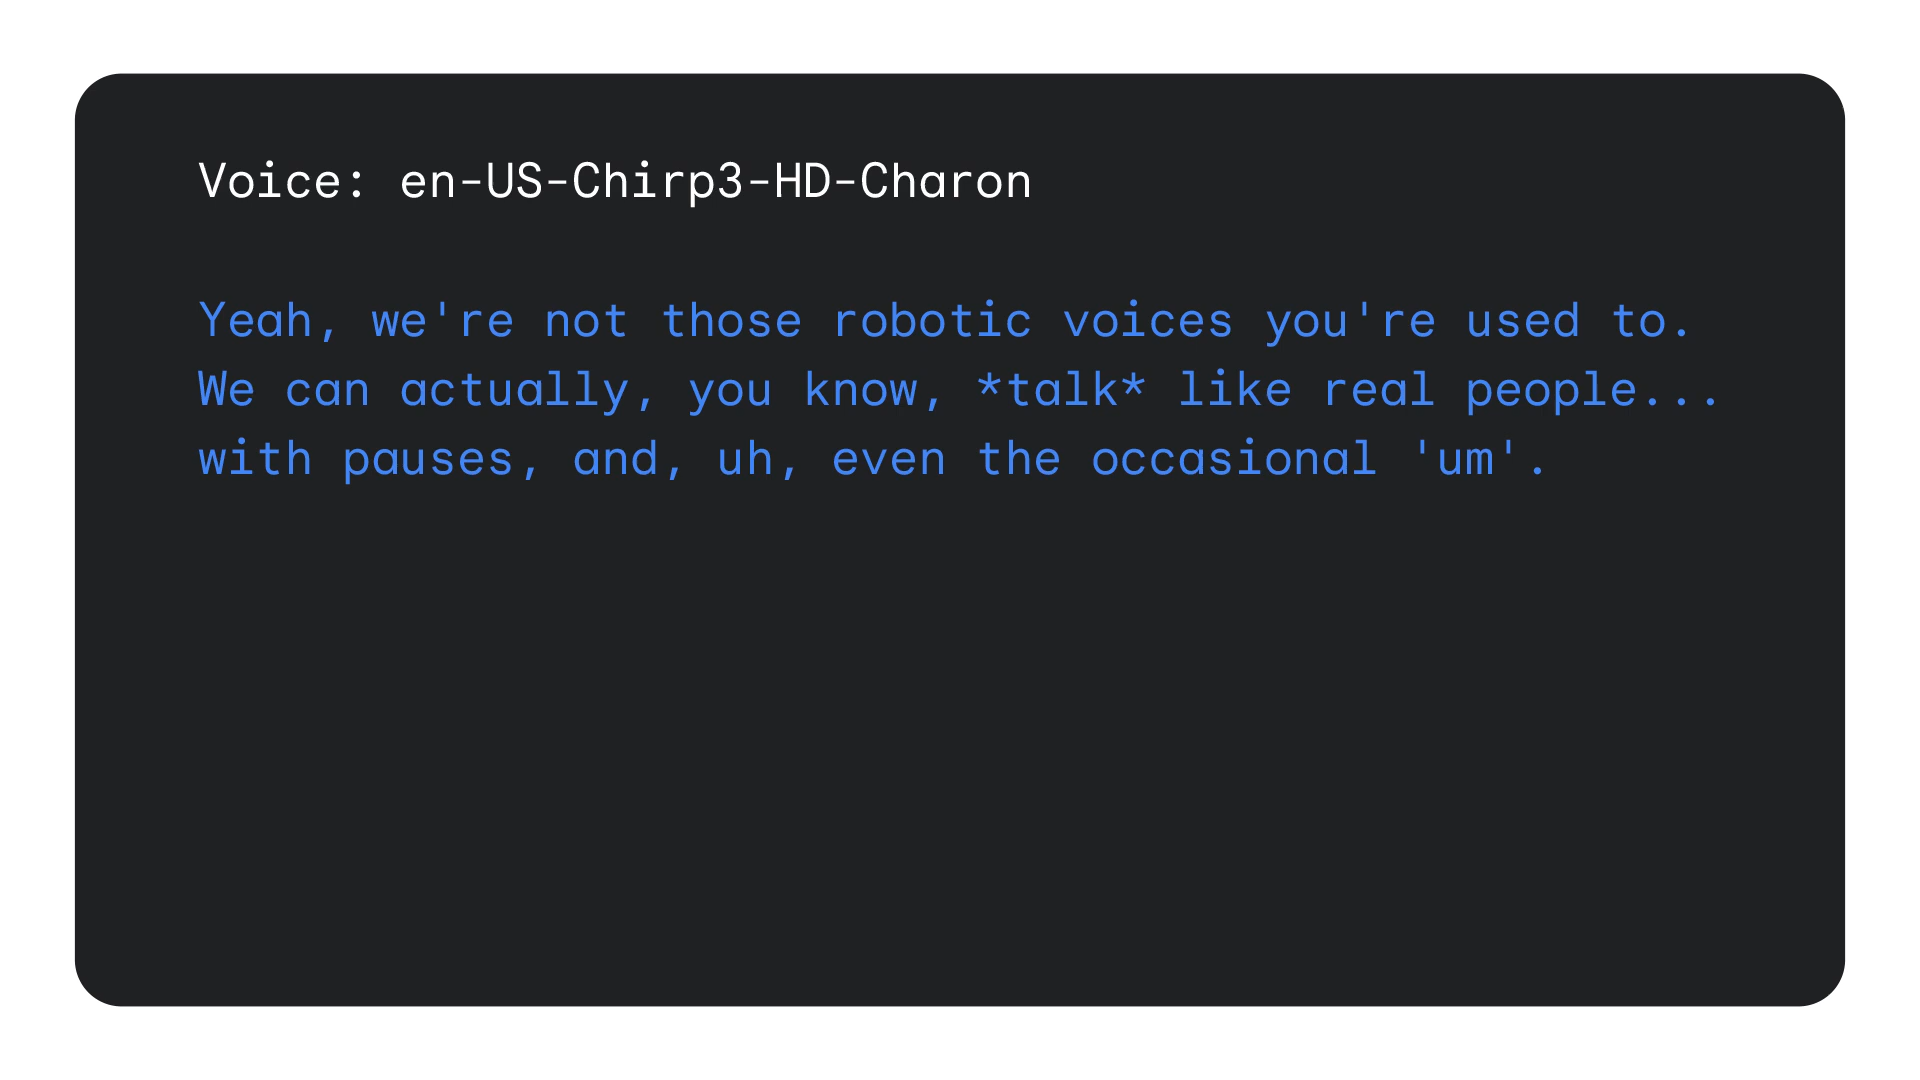 Voice: en-US-Chirp3-HD-Charon
Yeah, we're not those robotic voices you're used to.
We can actually, you know, *talk* like real people...
with pauses, and, uh, even the occasional 'um'.